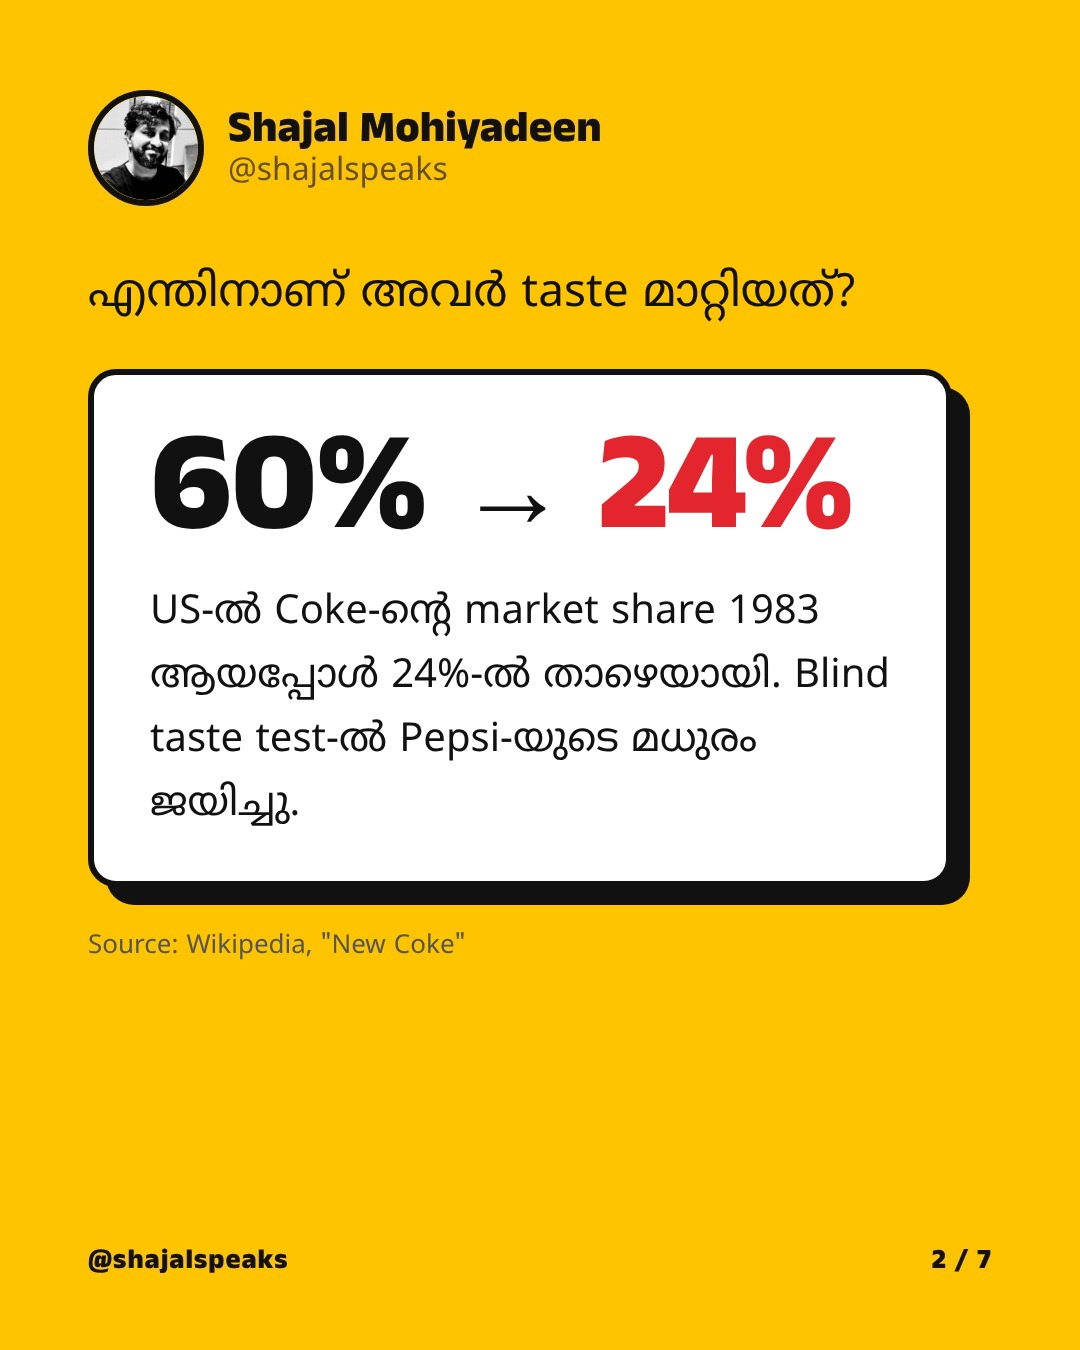 Shajal Mohiyadeen
@shajalspeaks
എന്തിനാണ് അവർ taste മാറ്റിയത്?
60% → 24%
US-ൽ Coke-ന്റെ market share 1983
ആയപ്പോൾ 24%-ൽ താഴെയായി. Blind
taste test-ൽ Pepsi-യുടെ മധുരം
ജയിച്ചു.
Source: Wikipedia, "New Coke"
@shajalspeaks
2 / 7